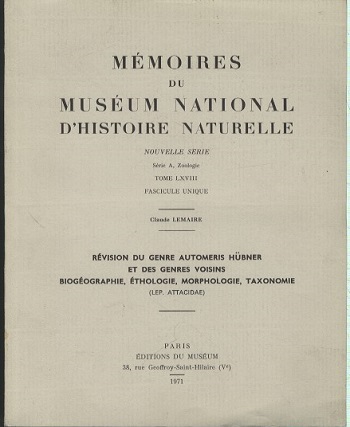 MÉMOIRES
DU
MUSÉUM NATIONAL
D'HISTOIRE NATURELLE
NOUVELLE SÉRIE
Série A, Zoologie
TOME LXVIII
FASCICULE UNIQUE
Claude LEMAIRE
RÉVISION DU GENRE AUTOMERIS HÜBNER
ET DES GENRES VOISINS
BIOGÉOGRAPHIE, ÉTHOLOGIE, MORPHOLOGIE, TAXONOMIE
(LEP. ATTACIDAE)
PARIS
ÉDITIONS DU MUSÉUM
38, rue Geoffroy-Saint-Hilaire (Vᵉ)
1971